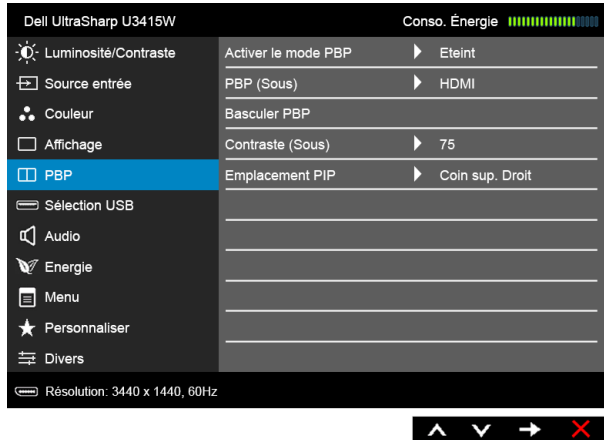 Dell UltraSharp U3415W Conso. Énergie
Luminosité/Contraste Activer le mode PBP Eteint
Source entrée PBP (Sous) HDMI
Couleur Basculer PBP
Affichage Contraste (Sous) 75
PBP Emplacement PIP Coin sup. Droit
Sélection USB
Audio
Energie
Menu
Personnaliser
Divers
Résolution: 3440 x 1440, 60Hz